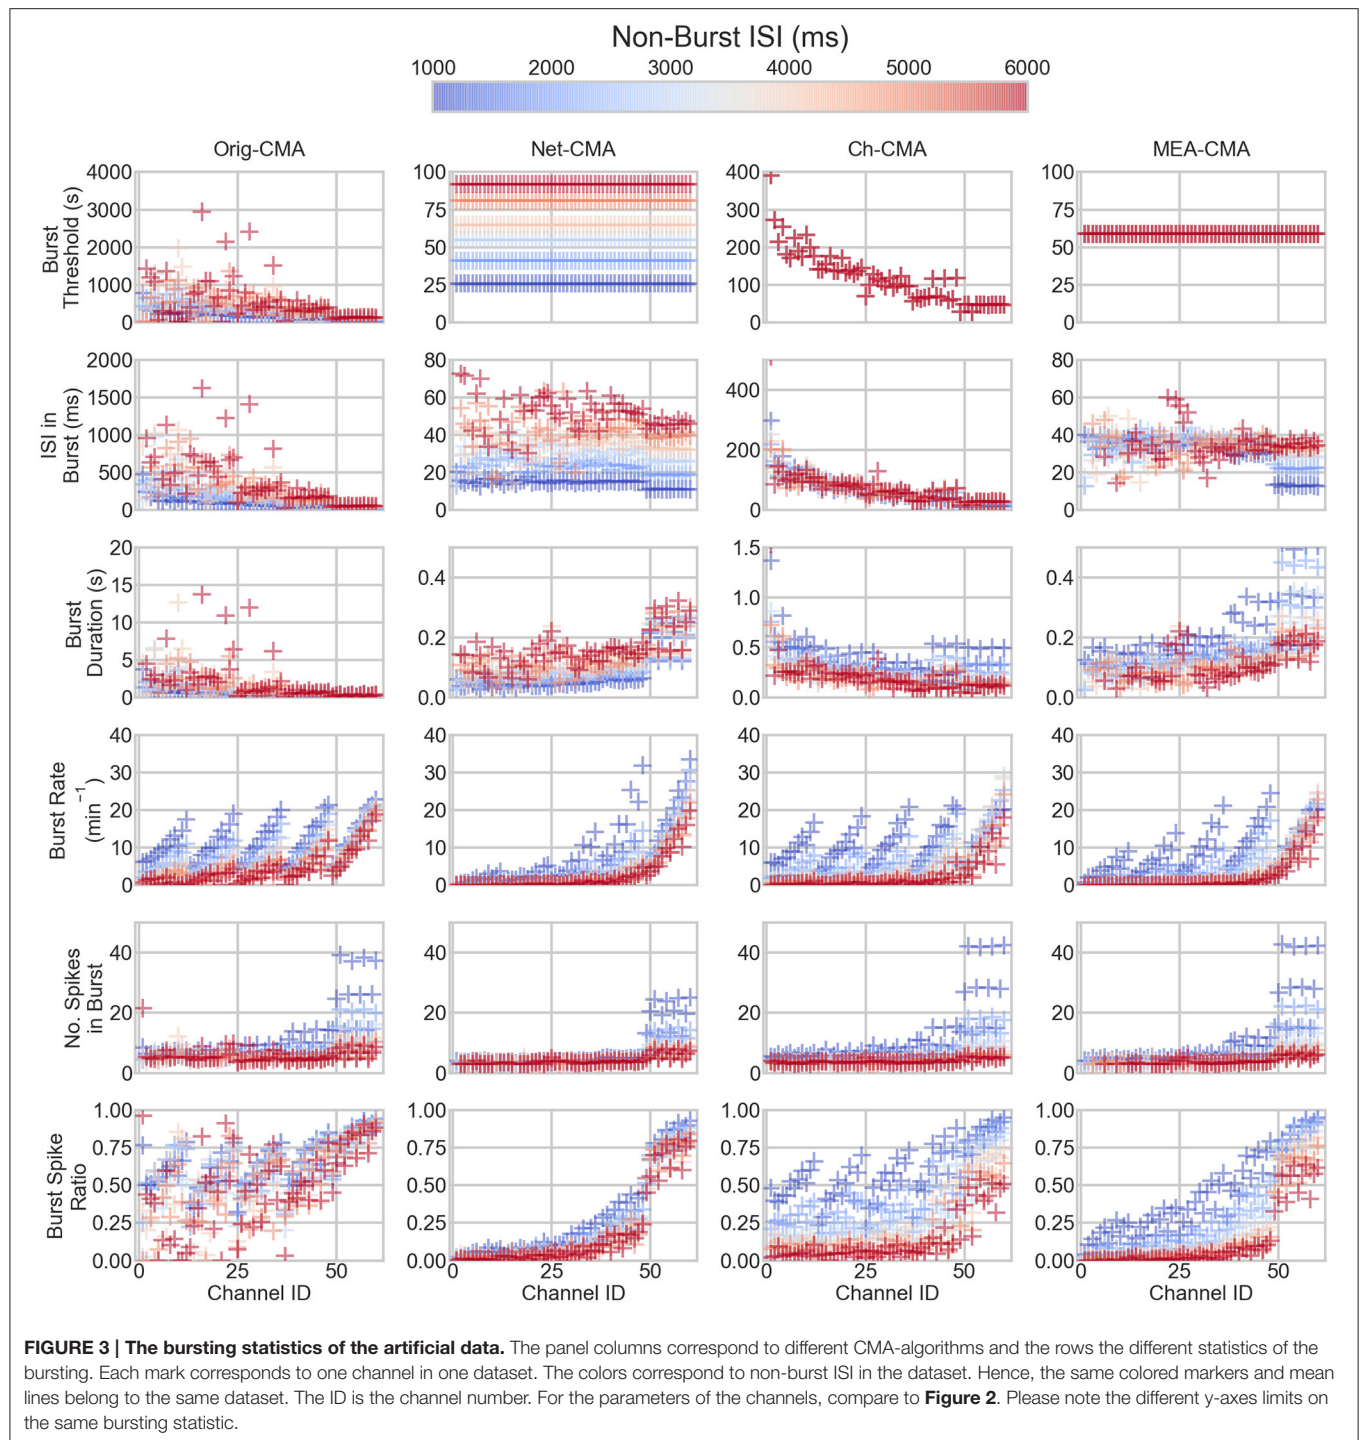 Non-Burst ISI (ms)
1000 2000 3000 4000 5000 6000
Orig-CMA Net-CMA Ch-CMA MEA-CMA
Burst
Threshold (s)
4000 3000 2000 1000 0
100 75 50 25 0
400 300 200 100 0
100 75 50 25 0
ISI in
Burst (ms)
2000 1500 1000 500 0
80 60 40 20 0
400 200 0
80 60 40 20 0
Burst
Duration (s)
20 15 10 5 0
0.4 0.2 0.0
1.5 1.0 0.5 0.0
0.4 0.2 0.0
Burst Rate
(min⁻¹)
40 30 20 10 0
40 30 20 10 0
40 30 20 10 0
40 30 20 10 0
No. Spikes
in Burst
40 20 0
40 20 0
40 20 0
40 20 0
Burst Spike
Ratio
1.00 0.75 0.50 0.25 0.00
1.00 0.75 0.50 0.25 0.00
1.00 0.75 0.50 0.25 0.00
1.00 0.75 0.50 0.25 0.00
0 25 50 0 25 50 0 25 50 0 25 50
Channel ID Channel ID Channel ID Channel ID
FIGURE 3 | The bursting statistics of the artificial data. The panel columns correspond to different CMA-algorithms and the rows the different statistics of the
bursting. Each mark corresponds to one channel in one dataset. The colors correspond to non-burst ISI in the dataset. Hence, the same colored markers and mean
lines belong to the same dataset. The ID is the channel number. For the parameters of the channels, compare to Figure 2. Please note the different y-axes limits on
the same bursting statistic.